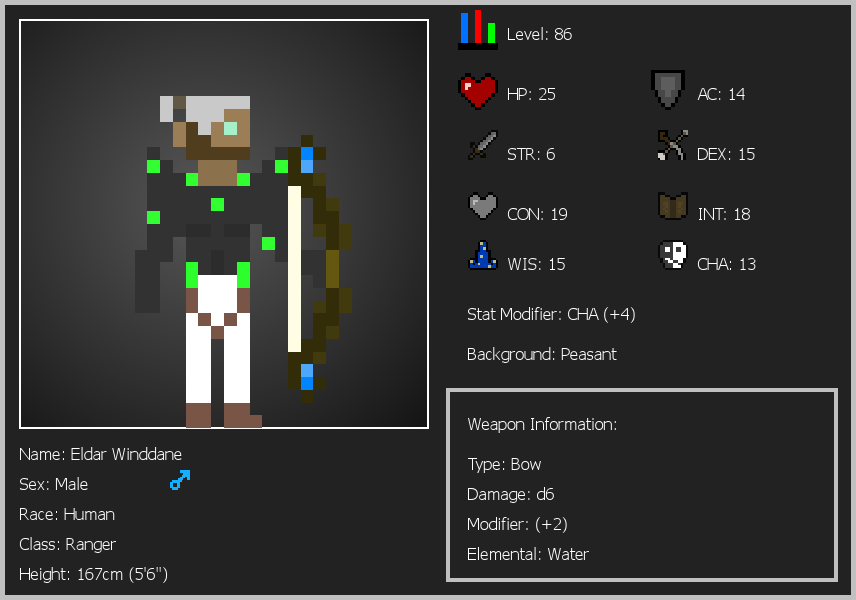 Level: 86
HP: 25
AC: 14
STR: 6
DEX: 15
CON: 19
INT: 18
WIS: 15
CHA: 13
Stat Modifier: CHA (+4)
Background: Peasant
Name: Eldar Winddane
Sex: Male
Race: Human
Class: Ranger
Height: 167cm (5'6")
Weapon Information:
Type: Bow
Damage: d6
Modifier: (+2)
Elemental: Water